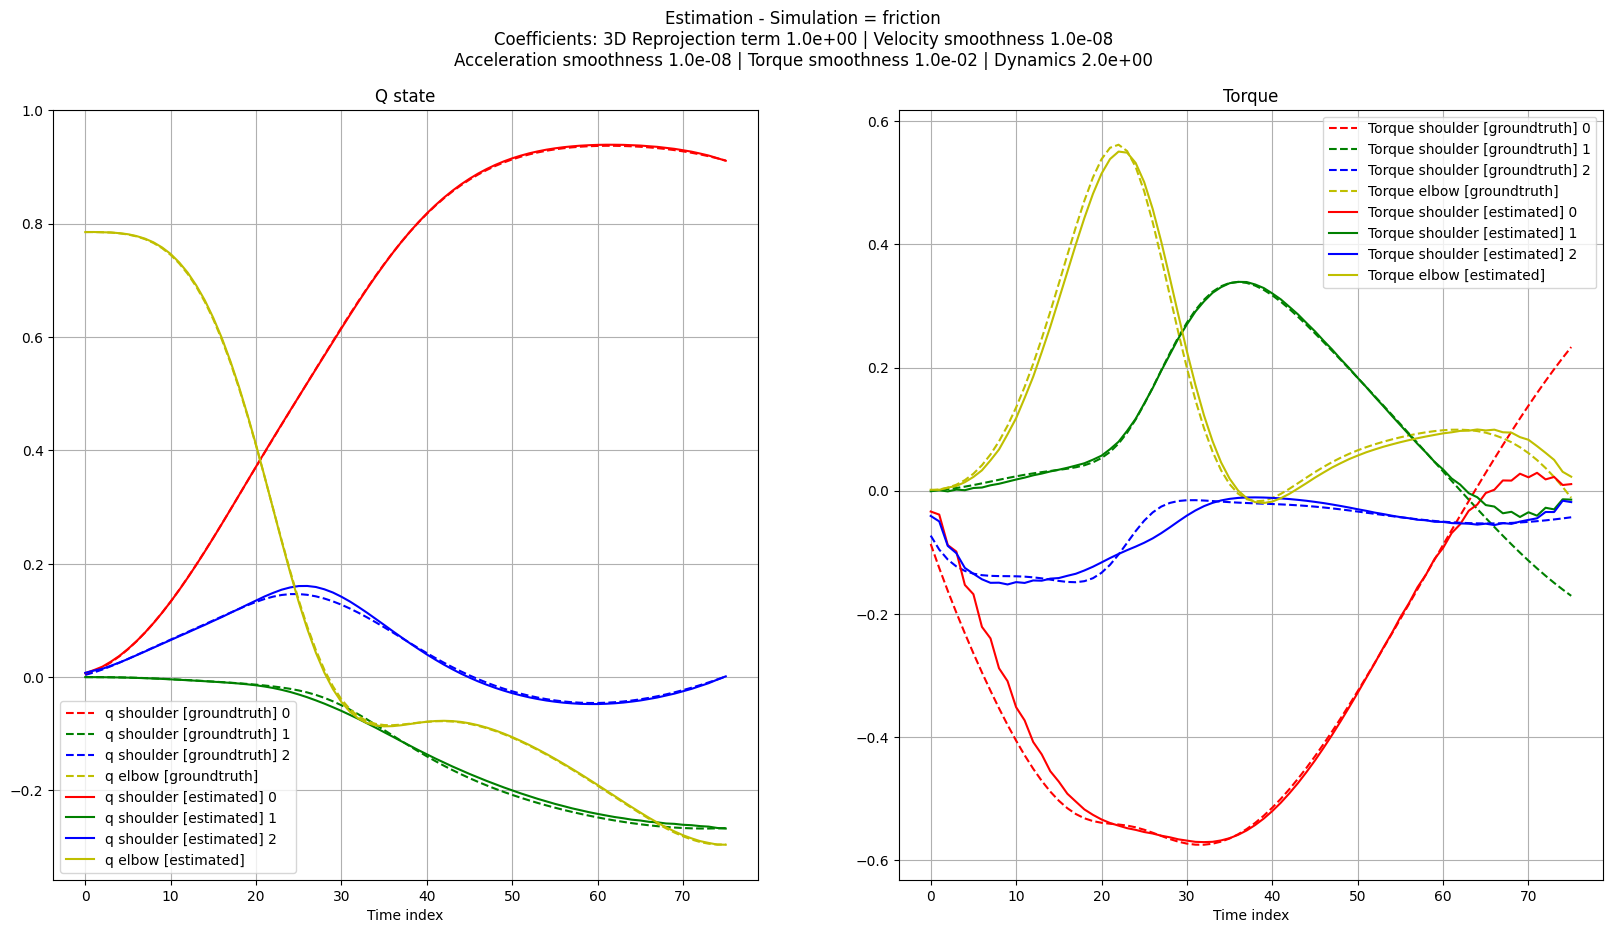 Estimation - Simulation = friction
Coefficients: 3D Reprojection term 1.0e+00 | Velocity smoothness 1.0e-08
Acceleration smoothness 1.0e-08 | Torque smoothness 1.0e-02 | Dynamics 2.0e+00
Q state
1.0
0.8
0.6
0.4
0.2
0.0
−0.2
q shoulder [groundtruth] 0
q shoulder [groundtruth] 1
q shoulder [groundtruth] 2
q elbow [groundtruth]
q shoulder [estimated] 0
q shoulder [estimated] 1
q shoulder [estimated] 2
q elbow [estimated]
0 10 20 30 40 50 60 70
Time index
Torque
0.6
0.4
0.2
0.0
−0.2
−0.4
−0.6
Torque shoulder [groundtruth] 0
Torque shoulder [groundtruth] 1
Torque shoulder [groundtruth] 2
Torque elbow [groundtruth]
Torque shoulder [estimated] 0
Torque shoulder [estimated] 1
Torque shoulder [estimated] 2
Torque elbow [estimated]
0 10 20 30 40 50 60 70
Time index